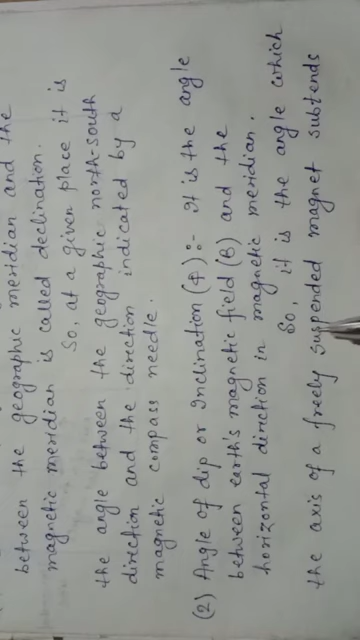 between the geographic meridian and the
magnetic meridian is called declination.
So, at a given place it is
the angle between the geographic north-south
direction and the direction indicated by a
magnetic compass needle.
(2) Angle of dip or Inclination (Φ) :- It is the angle
between earth's magnetic field (B) and the
horizontal direction in magnetic meridian.
So, it is the angle which
the axis of a freely suspended magnet subtends